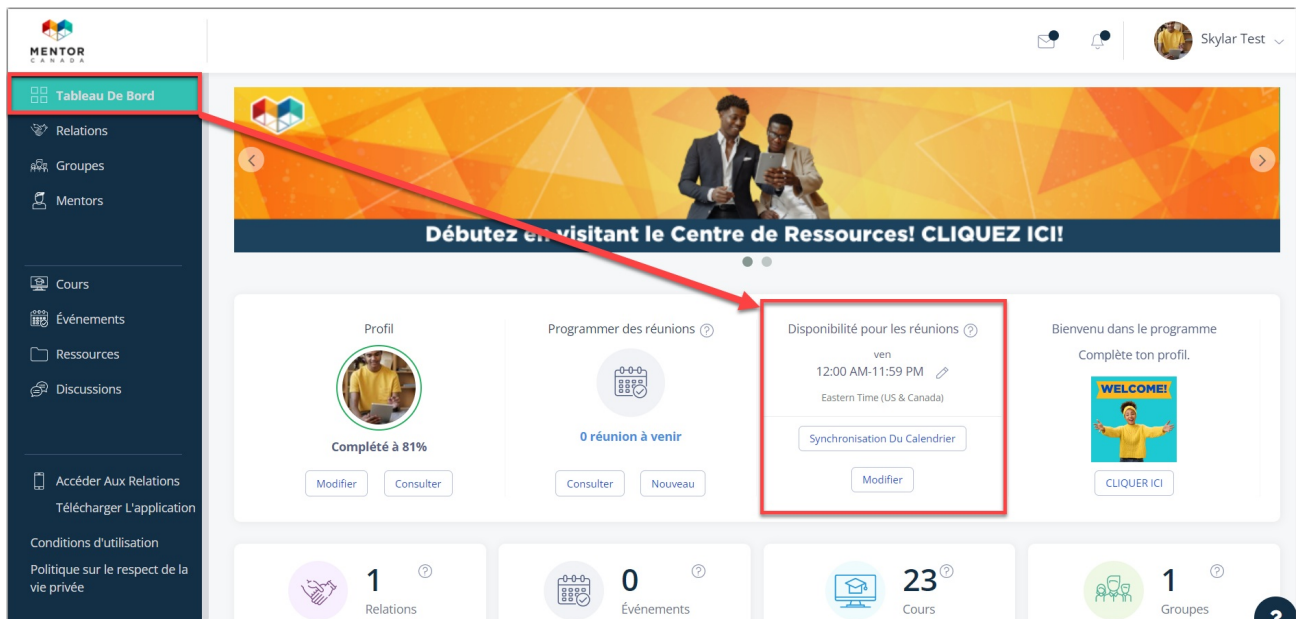 MENTOR
CANADA
Skylar Test
Tableau De Bord
Relations
Groupes
Mentors
Cours
Événements
Ressources
Discussions
Accéder Aux Relations
Télécharger L'application
Conditions d'utilisation
Politique sur le respect de la
vie privée
Débutez en visitant le Centre de Ressources! CLIQUEZ ICI!
Profil
Complété à 81%
Modifier
Consulter
Programmer des réunions ?
0 réunion à venir
Consulter
Nouveau
Disponibilité pour les réunions ?
ven
12:00 AM-11:59 PM
Eastern Time (US & Canada)
Synchronisation Du Calendrier
Modifier
Bienvenu dans le programme
Complète ton profil.
WELCOME!
CLIQUER ICI
1 ?
Relations
0 ?
Événements
23 ?
Cours
1 ?
Groupes
?